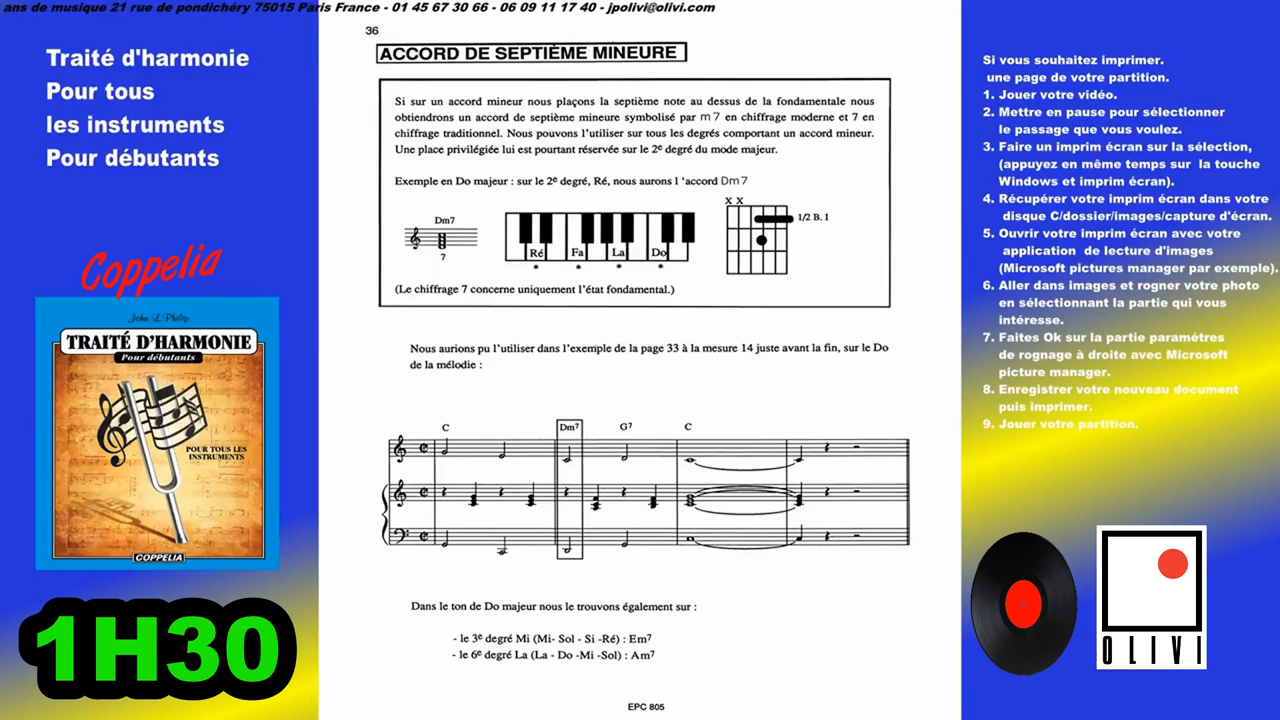 ans de musique 21 rue de pondichéry 75015 Paris France - 01 45 67 30 66 - 06 09 11 17 40 - jpolivi@olivi.com
Traité d'harmonie
Pour tous
les instruments
Pour débutants
Coppelia
John L. Philip
TRAITÉ D'HARMONIE
Pour débutants
POUR TOUS LES
INSTRUMENTS
COPPELIA
1H30
36
ACCORD DE SEPTIÈME MINEURE
Si sur un accord mineur nous plaçons la septième note au dessus de la fondamentale nous
obtiendrons un accord de septième mineure symbolisé par m7 en chiffrage moderne et 7 en
chiffrage traditionnel. Nous pouvons l'utiliser sur tous les degrés comportant un accord mineur.
Une place privilégiée lui est pourtant réservée sur le 2e degré du mode majeur.
Exemple en Do majeur : sur le 2e degré, Ré, nous aurons l 'accord Dm7
Dm7
7
Ré Fa La Do
* * * *
X X
1/2 B. I
(Le chiffrage 7 concerne uniquement l'état fondamental.)
Nous aurions pu l'utiliser dans l'exemple de la page 33 à la mesure 14 juste avant la fin, sur le Do
de la mélodie :
C Dm7 G7 C
Dans le ton de Do majeur nous le trouvons également sur :
- le 3e degré Mi (Mi- Sol - Si -Ré) : Em7
- le 6e degré La (La - Do -Mi -Sol) : Am7
EPC 805
Si vous souhaitez imprimer.
une page de votre partition.
1. Jouer votre vidéo.
2. Mettre en pause pour sélectionner
le passage que vous voulez.
3. Faire un imprim écran sur la sélection,
(appuyez en même temps sur la touche
Windows et imprim écran).
4. Récupérer votre imprim écran dans votre
disque C/dossier/images/capture d'écran.
5. Ouvrir votre imprim écran avec votre
application de lecture d'images
(Microsoft pictures manager par exemple).
6. Aller dans images et rogner votre photo
en sélectionnant la partie qui vous
intéresse.
7. Faites Ok sur la partie paramétres
de rognage à droite avec Microsoft
picture manager.
8. Enregistrer votre nouveau document
puis imprimer.
9. Jouer votre partition.
OLIVI